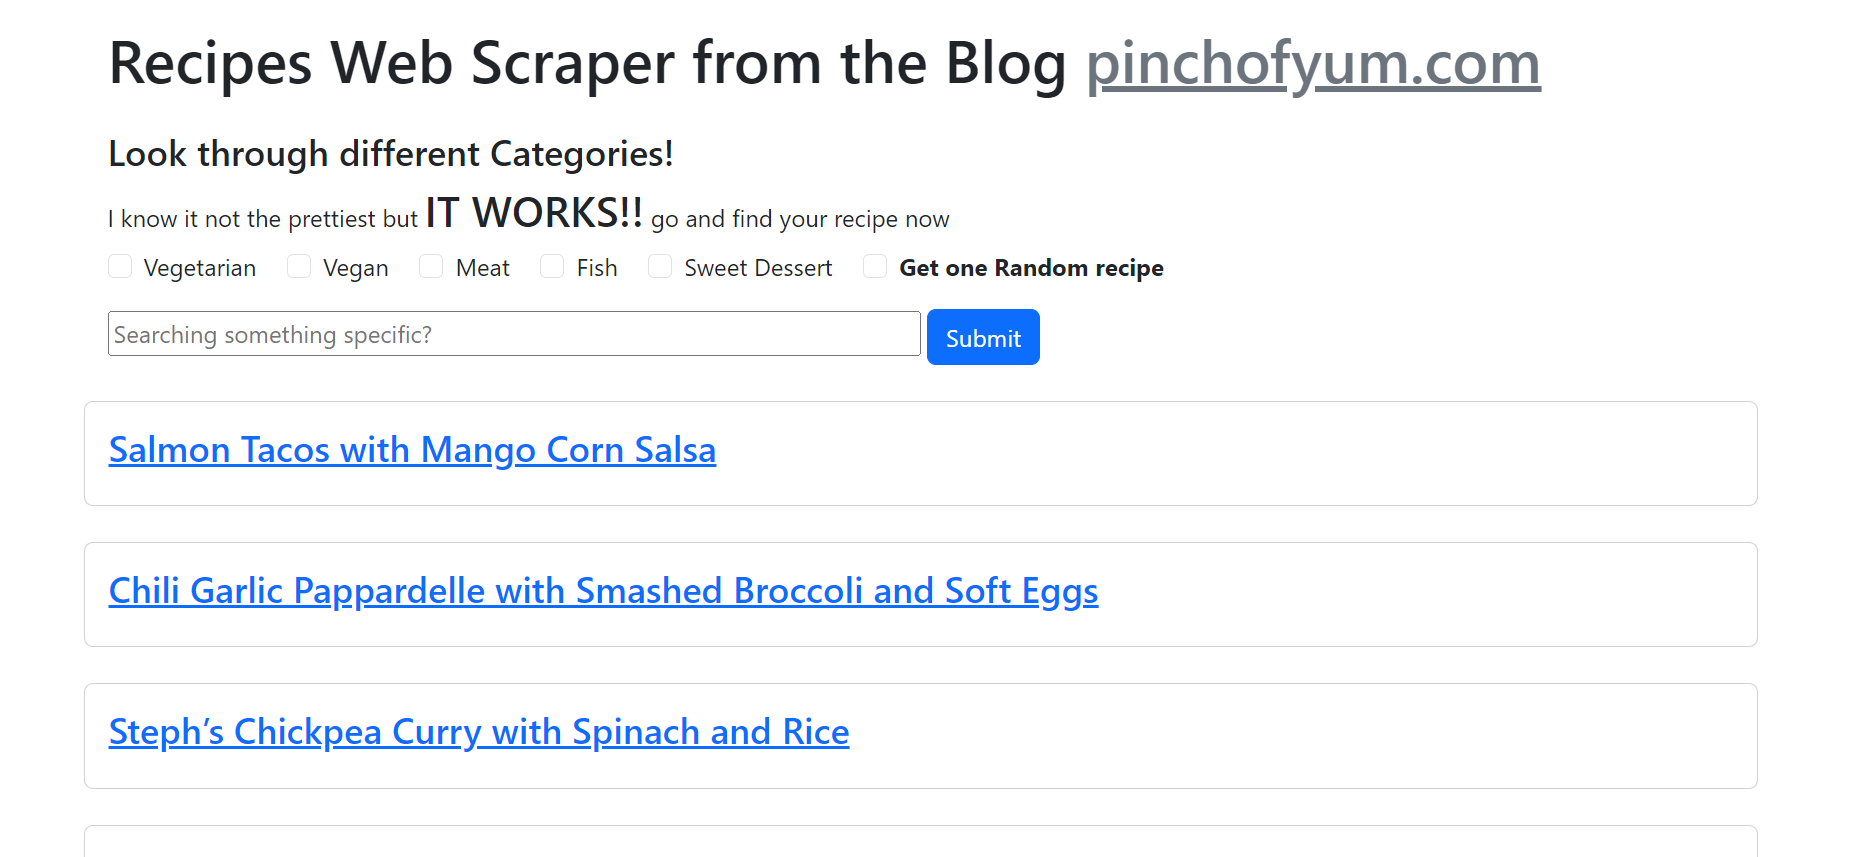 Recipes Web Scraper from the Blog pinchofyum.com
Look through different Categories!
I know it not the prettiest but IT WORKS!! go and find your recipe now
Vegetarian Vegan Meat Fish Sweet Dessert Get one Random recipe
Searching something specific? Submit
Salmon Tacos with Mango Corn Salsa
Chili Garlic Pappardelle with Smashed Broccoli and Soft Eggs
Steph’s Chickpea Curry with Spinach and Rice